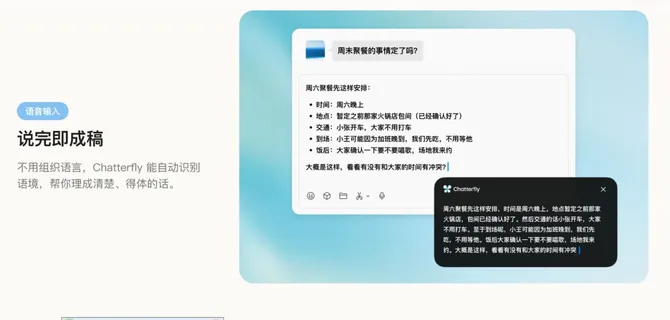 语音输入
说完即成稿
不用组织语言，Chatterfly 能自动识别
语境，帮你理成清楚、得体的话。
周末聚餐的事情定了吗？
周六聚餐先这样安排：
• 时间：周六晚上
• 地点：暂定之前那家火锅店包间（已经确认好了）
• 交通：小张开车，大家不用打车
• 到场：小王可能因为加班晚到，我们先吃，不用等他
• 饭后：大家确认一下要不要唱歌，场地我来约
大概是这样，看看有没有和大家的时间有冲突？
Chatterfly
周六聚餐先这样安排，时间是周六晚上，地点暂定之前那家火
锅店，包间已经确认好了，然后交通的话小张开车，大家
不用打车，至于到场呢，小王可能因为加班晚到，我们先
吃，不用等他。饭后大家确认一下要不要唱歌，场地我来
约。大概是这样，看看有没有和大家的时间有冲突